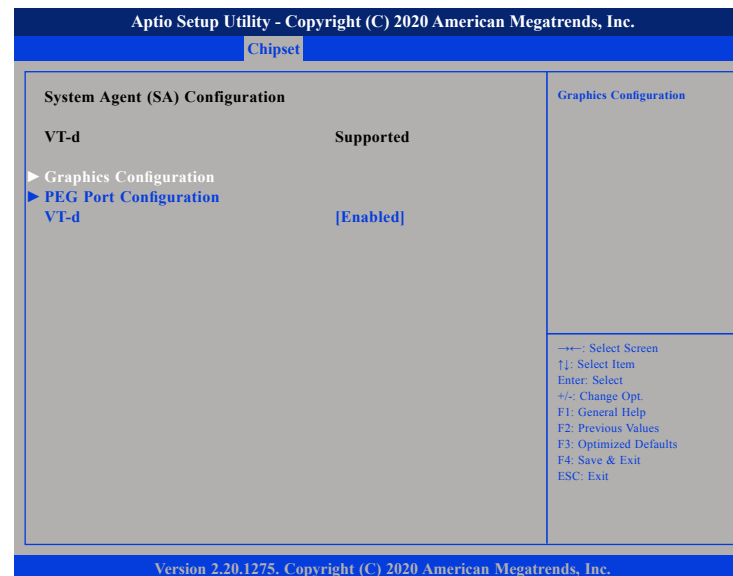 Aptio Setup Utility - Copyright (C) 2020 American Megatrends, Inc.
Chipset
System Agent (SA) Configuration
VT-d Supported
► Graphics Configuration
► PEG Port Configuration
VT-d [Enabled]
Graphics Configuration
→←: Select Screen
↑↓: Select Item
Enter: Select
+/-: Change Opt.
F1: General Help
F2: Previous Values
F3: Optimized Defaults
F4: Save & Exit
ESC: Exit
Version 2.20.1275. Copyright (C) 2020 American Megatrends, Inc.